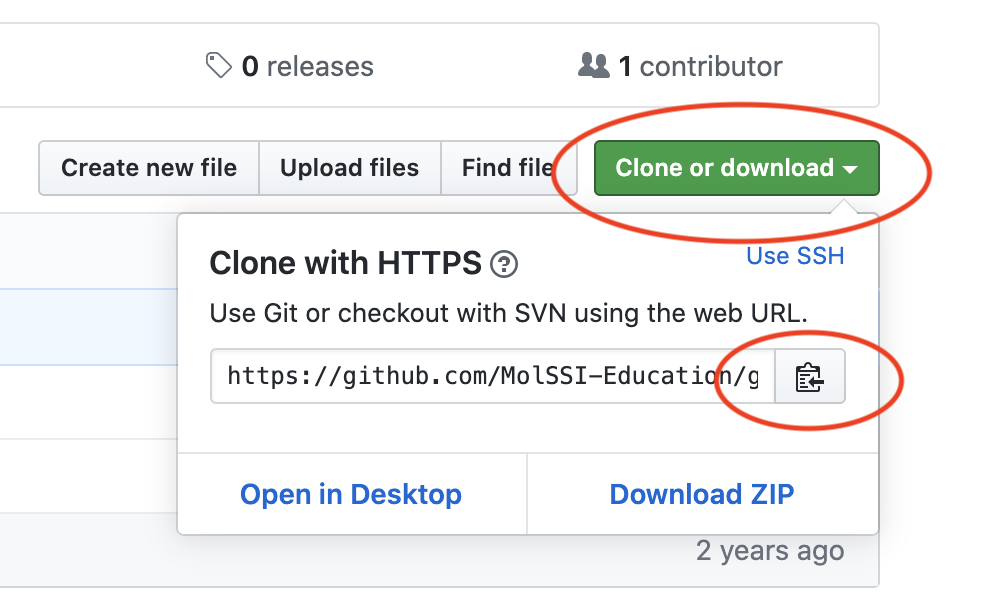 0 releases
1 contributor
Create new file
Upload files
Find file
Clone or download
Clone with HTTPS ?
Use SSH
Use Git or checkout with SVN using the web URL.
https://github.com/MolSSI-Education/g
Open in Desktop
Download ZIP
2 years ago